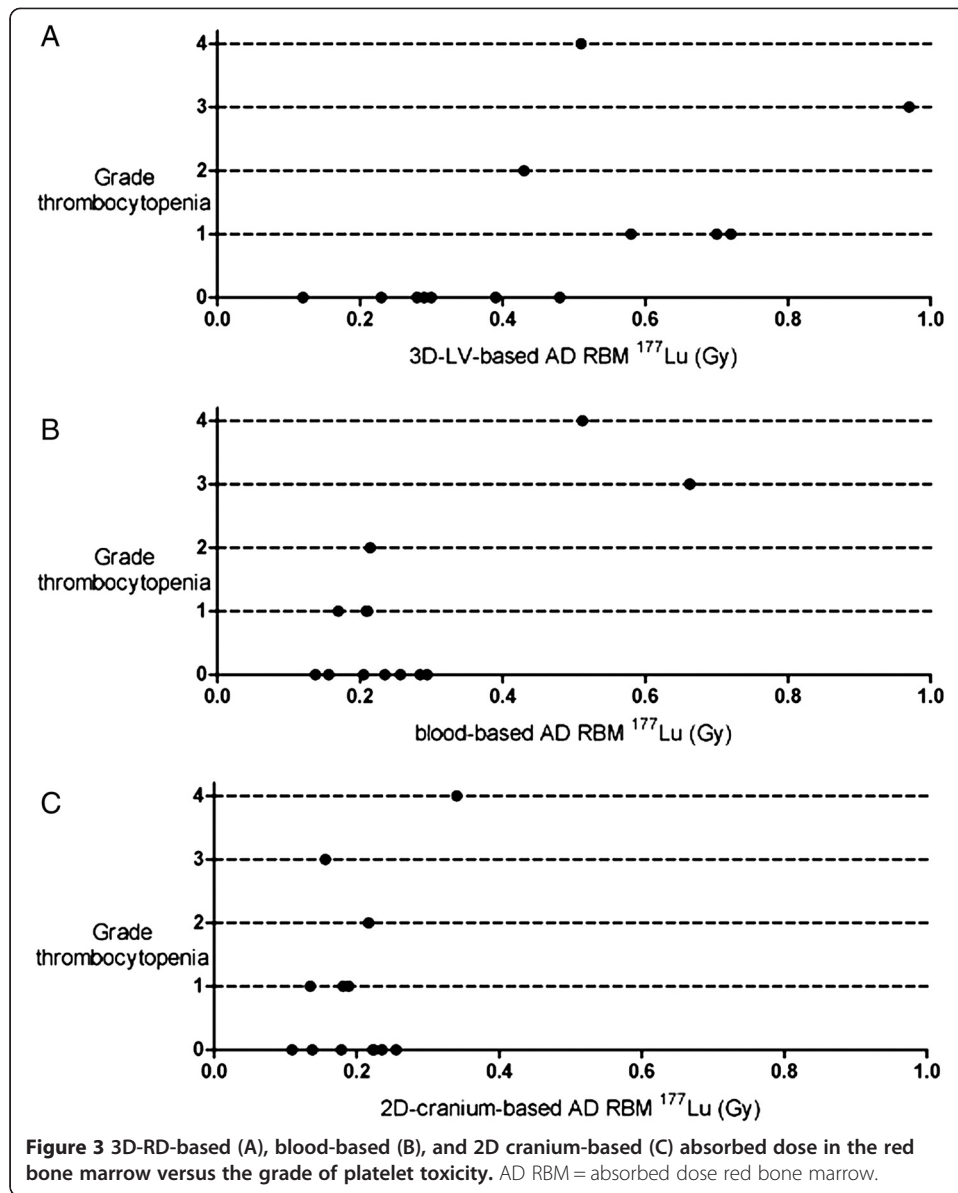 A
4
3
2
Grade
thrombocytopenia
1
0
0.0 0.2 0.4 0.6 0.8 1.0
3D-LV-based AD RBM ¹⁷⁷Lu (Gy)
B
4
3
2
Grade
thrombocytopenia
1
0
0.0 0.2 0.4 0.6 0.8 1.0
blood-based AD RBM ¹⁷⁷Lu (Gy)
C
4
3
2
Grade
thrombocytopenia
1
0
0.0 0.2 0.4 0.6 0.8 1.0
2D-cranium-based AD RBM ¹⁷⁷Lu (Gy)
Figure 3 3D-RD-based (A), blood-based (B), and 2D cranium-based (C) absorbed dose in the red
bone marrow versus the grade of platelet toxicity. AD RBM = absorbed dose red bone marrow.